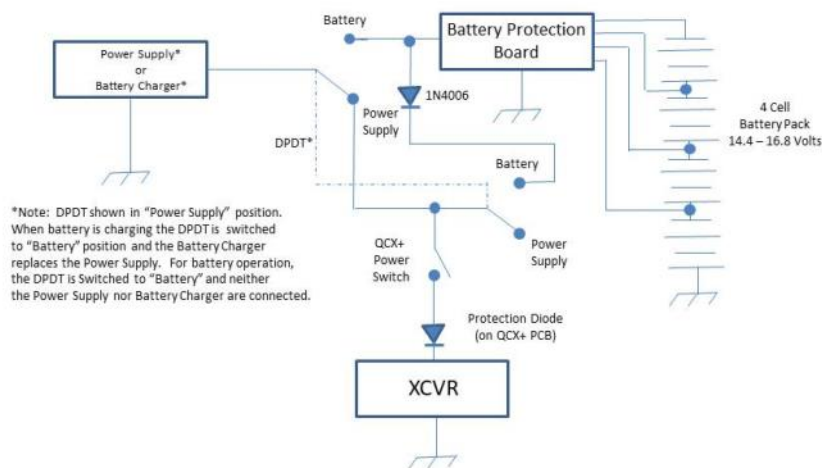 Battery
Battery Protection
Board
Power Supply*
or
Battery Charger*
1N4006
Power
Supply
4 Cell
Battery Pack
14.4 – 16.8 Volts
DPDT*
Battery
*Note: DPDT shown in "Power Supply" position.
When battery is charging the DPDT is switched
to "Battery" position and the Battery Charger
replaces the Power Supply. For battery operation,
the DPDT is Switched to "Battery" and neither
the Power Supply nor Battery Charger are connected.
QCX+
Power
Switch
Power
Supply
Protection Diode
(on QCX+ PCB)
XCVR